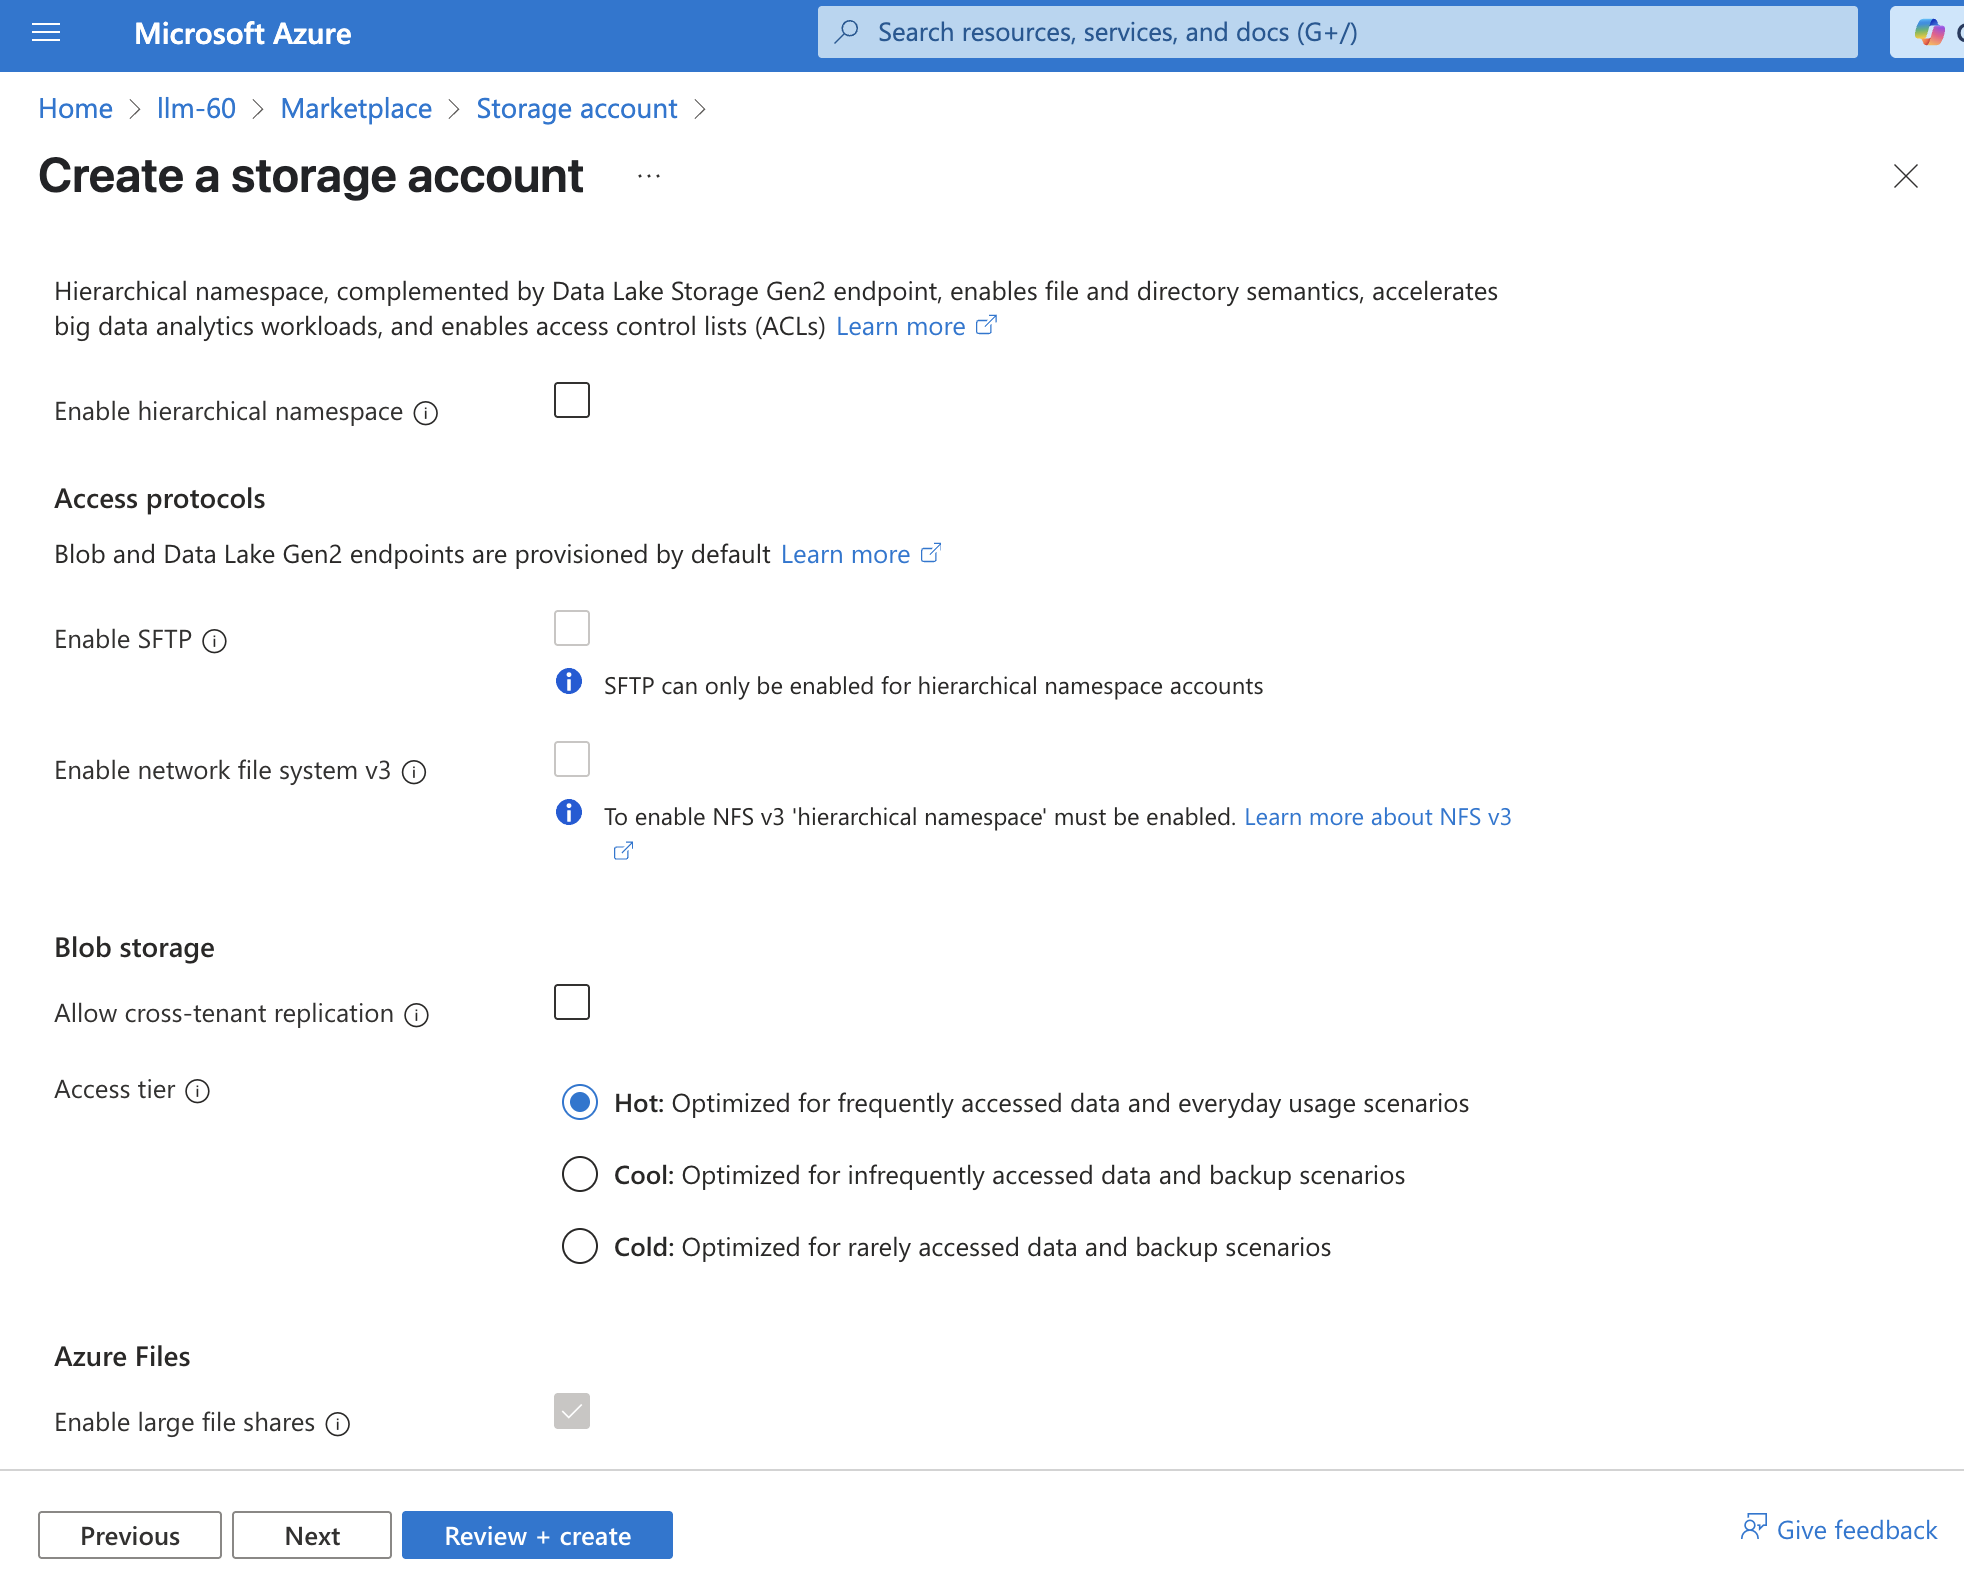 Microsoft Azure
Search resources, services, and docs (G+/)
Home > llm-60 > Marketplace > Storage account >
Create a storage account ...
Hierarchical namespace, complemented by Data Lake Storage Gen2 endpoint, enables file and directory semantics, accelerates
big data analytics workloads, and enables access control lists (ACLs) Learn more
Enable hierarchical namespace
Access protocols
Blob and Data Lake Gen2 endpoints are provisioned by default Learn more
Enable SFTP
SFTP can only be enabled for hierarchical namespace accounts
Enable network file system v3
To enable NFS v3 'hierarchical namespace' must be enabled. Learn more about NFS v3
Blob storage
Allow cross-tenant replication
Access tier
Hot: Optimized for frequently accessed data and everyday usage scenarios
Cool: Optimized for infrequently accessed data and backup scenarios
Cold: Optimized for rarely accessed data and backup scenarios
Azure Files
Enable large file shares
Previous
Next
Review + create
Give feedback